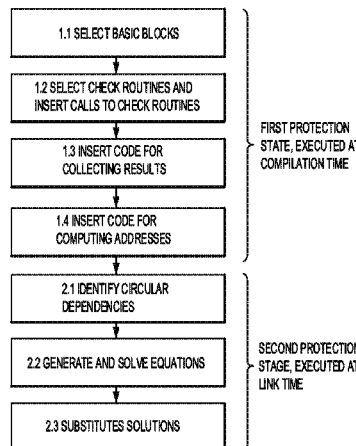 1.1 SELECT BASIC BLOCKS
1.2 SELECT CHECK ROUTINES AND
INSERT CALLS TO CHECK ROUTINES
1.3 INSERT CODE FOR
COLLECTING RESULTS
1.4 INSERT CODE FOR
COMPUTING ADDRESSES
FIRST PROTECTION
STATE, EXECUTED AT
COMPILATION TIME
2.1 IDENTIFY CIRCULAR
DEPENDENCIES
2.2 GENERATE AND SOLVE EQUATIONS
2.3 SUBSTITUTES SOLUTIONS
SECOND PROTECTION
STAGE, EXECUTED AT
LINK TIME